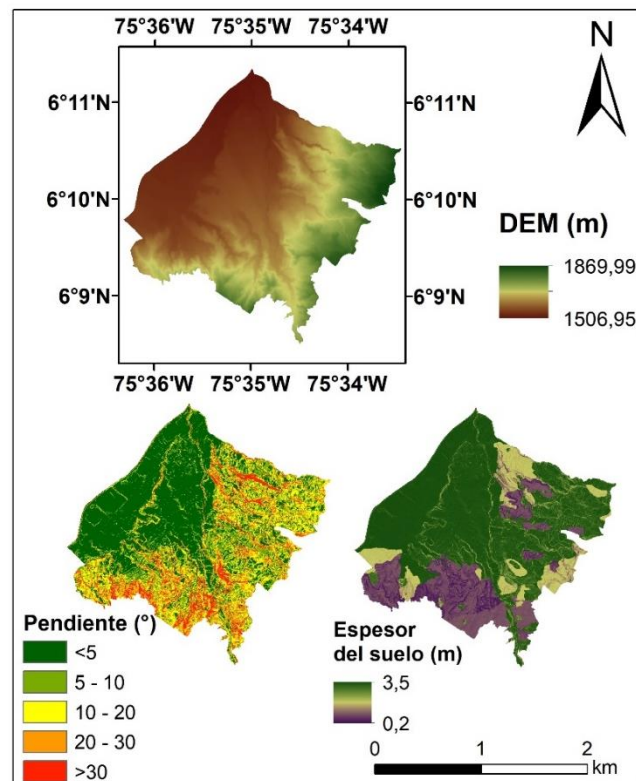 75°36'W 75°35'W 75°34'W
N
6°11'N 6°11'N
6°10'N 6°10'N
DEM (m)
1869,99
1506,95
6°9'N 6°9'N
75°36'W 75°35'W 75°34'W
Pendiente (°)
<5
5 - 10
10 - 20
20 - 30
>30
Espesor
del suelo (m)
3,5
0,2
0 1 2
km